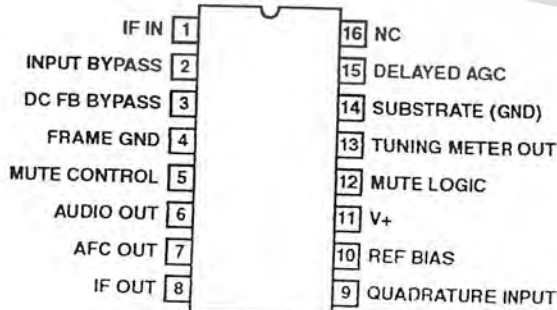 IF IN 1
INPUT BYPASS 2
DC FB BYPASS 3
FRAME GND 4
MUTE CONTROL 5
AUDIO OUT 6
AFC OUT 7
IF OUT 8
16 NC
15 DELAYED AGC
14 SUBSTRATE (GND)
13 TUNING METER OUT
12 MUTE LOGIC
11 V+
10 REF BIAS
9 QUADRATURE INPUT